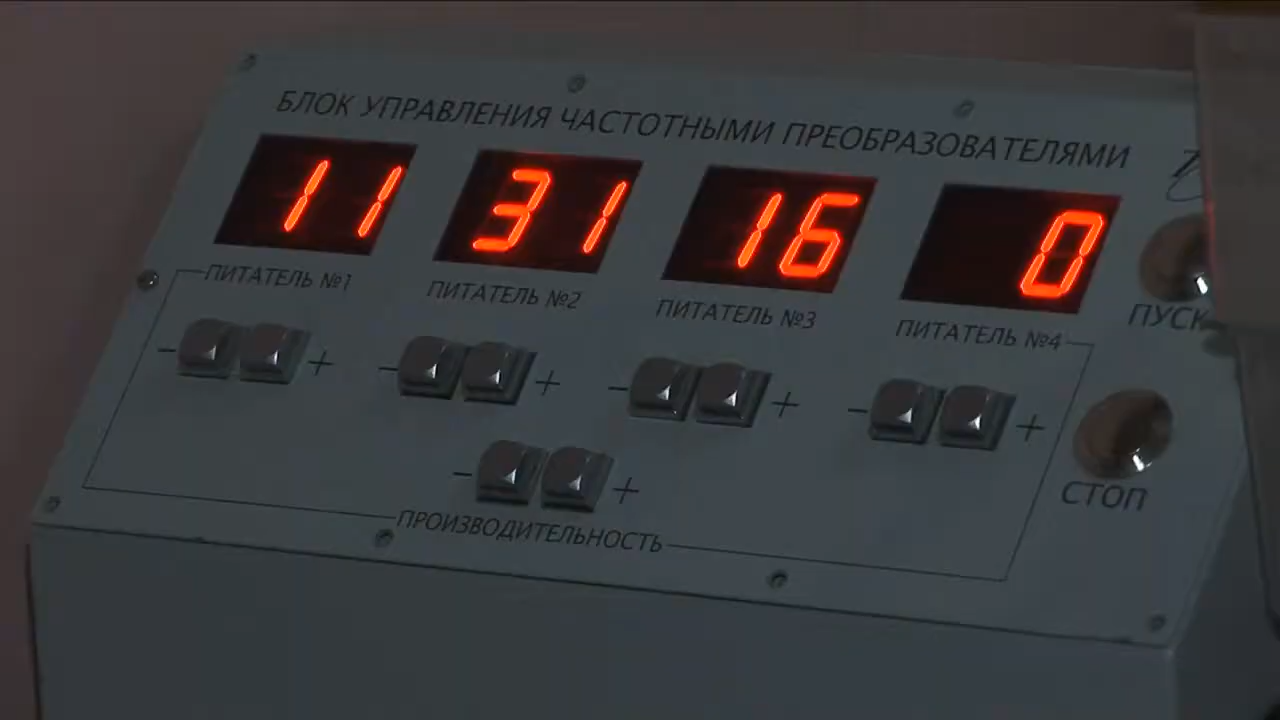 БЛОК УПРАВЛЕНИЯ ЧАСТОТНЫМИ ПРЕОБРАЗОВАТЕЛЯМИ
11 31 16 0
ПИТАТЕЛЬ №1 ПИТАТЕЛЬ №2 ПИТАТЕЛЬ №3 ПИТАТЕЛЬ №4 ПУСК
- + - + - + - +
- + СТОП
ПРОИЗВОДИТЕЛЬНОСТЬ